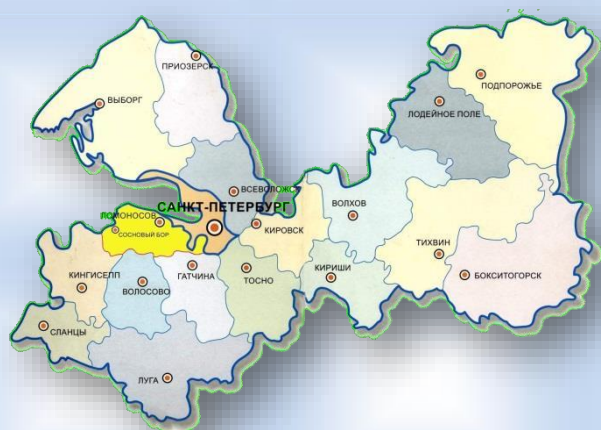 ПРИОЗЕРСК
ПОДПОРОЖЬЕ
ВЫБОРГ
ЛОДЕЙНОЕ ПОЛЕ
ВСЕВОЛОЖС
САНКТ-ПЕТЕРБУРГ
ЛОМОНОСОВ
ВОЛХОВ
СОСНОВЫЙ БОР
КИРОВСК
ТИХВИН
КИНГИСЕПП
ГАТЧИНА
ТОСНО
КИРИШИ
БОКСИТОГОРСК
ВОЛОСОВО
СЛАНЦЫ
ЛУГА